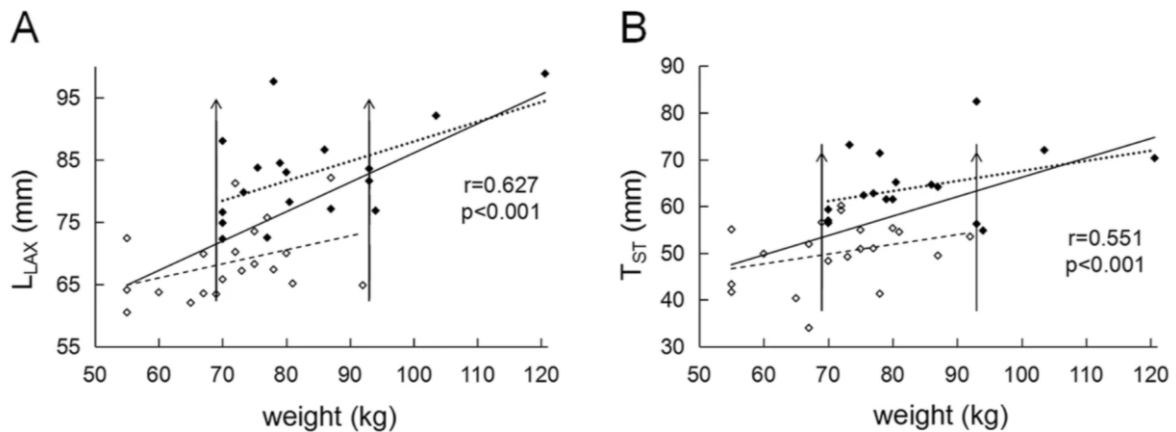 A
L_LAX (mm)
95
85
75
65
55
r=0.627
p<0.001
50 60 70 80 90 100 110 120
weight (kg)
B
T_ST (mm)
90
80
70
60
50
40
30
r=0.551
p<0.001
50 60 70 80 90 100 110 120
weight (kg)